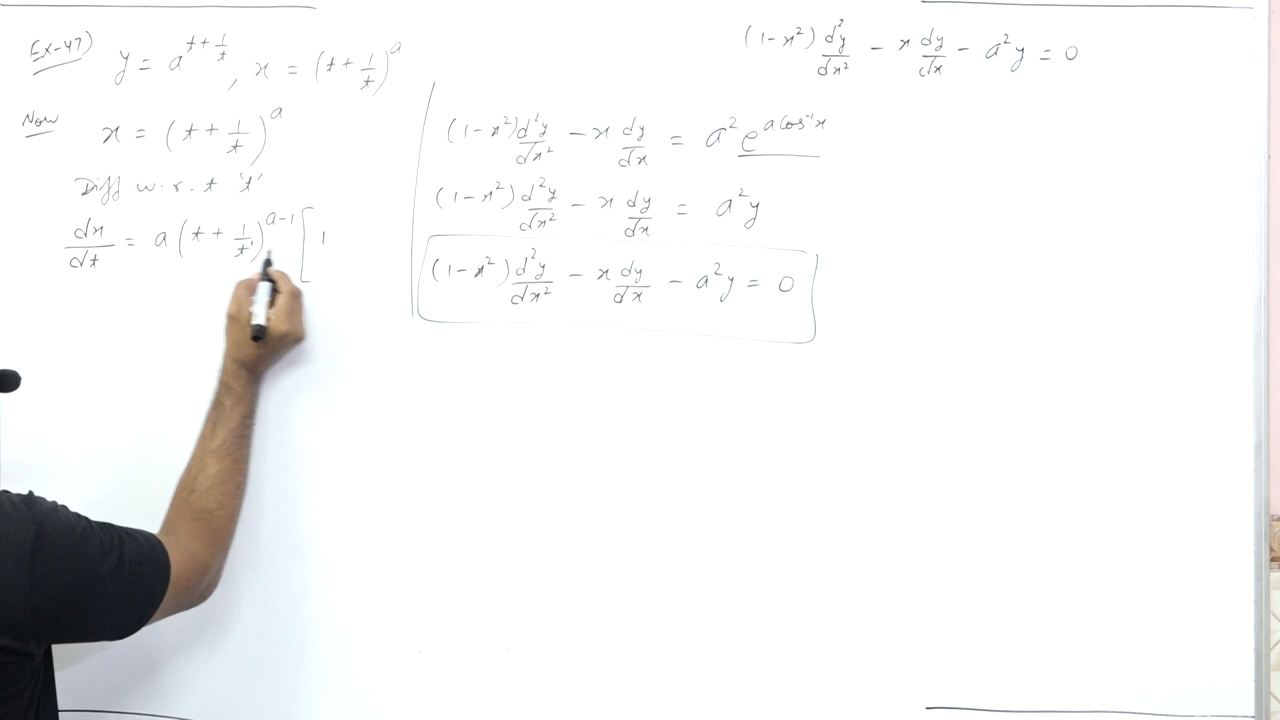 Ex-47) y = a^{t + 1/t}, x = (t + 1/t)^a
Now x = (t + 1/t)^a
Diff w.r.t 't'
dx/dt = a (t + 1/t)^{a-1} [ 1
(1-x²) d²y/dx² - x dy/dx - a²y = 0
(1-x²) d²y/dx² - x dy/dx = a² e^{a cos⁻¹x}
(1-x²) d²y/dx² - x dy/dx = a²y
(1-x²) d²y/dx² - x dy/dx - a²y = 0